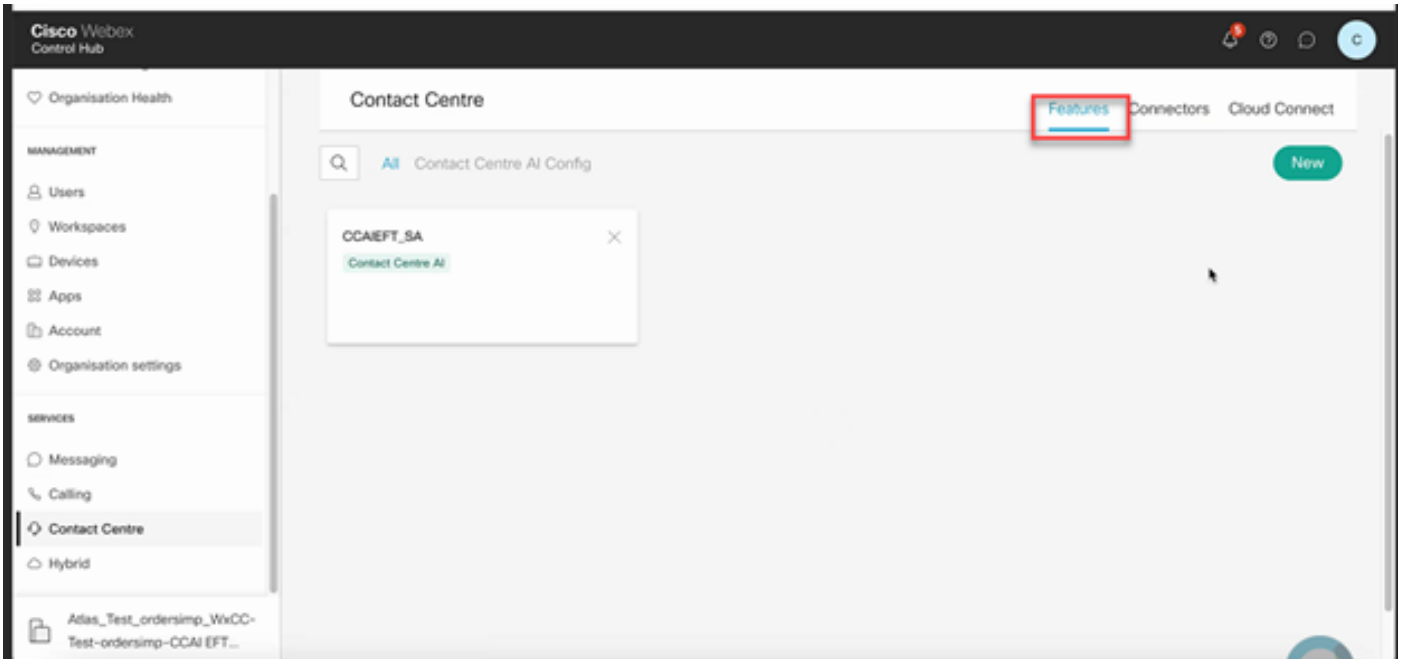 Cisco Webex
Control Hub
5
C
Organisation Health
MANAGEMENT
Users
Workspaces
Devices
Apps
Account
Organisation settings
SERVICES
Messaging
Calling
Contact Centre
Hybrid
Atlas_Test_ordersimp_WxCC-
Test-ordersimp-CCAI EFT...
Contact Centre
Features Connectors Cloud Connect
All Contact Centre AI Config
New
CCAIEFT_SA
Contact Centre AI